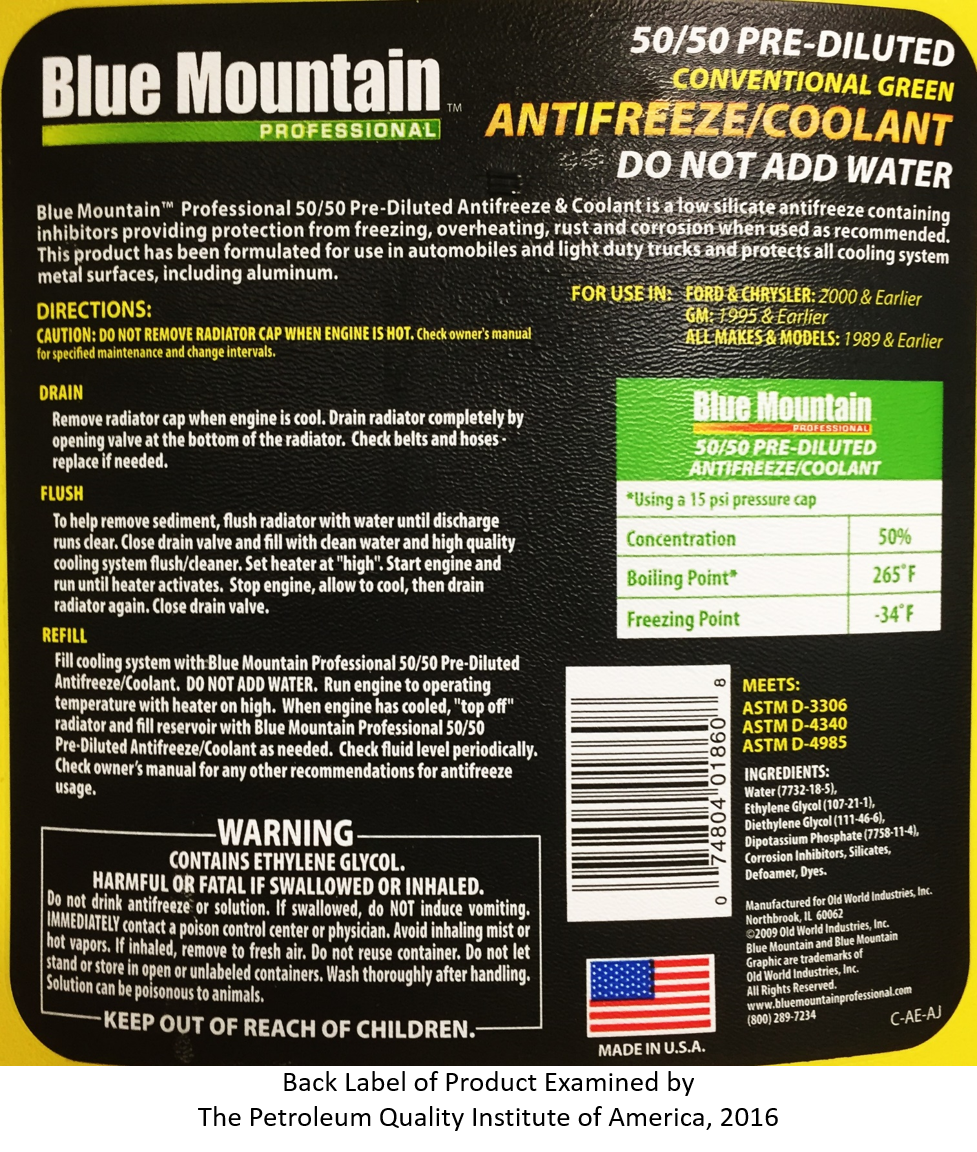 Blue Mountain™
PROFESSIONAL
50/50 PRE-DILUTED
CONVENTIONAL GREEN
ANTIFREEZE/COOLANT
DO NOT ADD WATER
Blue Mountain™ Professional 50/50 Pre-Diluted Antifreeze & Coolant is a low silicate antifreeze containing
inhibitors providing protection from freezing, overheating, rust and corrosion when used as recommended.
This product has been formulated for use in automobiles and light duty trucks and protects all cooling system
metal surfaces, including aluminum.
DIRECTIONS:
CAUTION: DO NOT REMOVE RADIATOR CAP WHEN ENGINE IS HOT. Check owner's manual
for specified maintenance and change intervals.
DRAIN
Remove radiator cap when engine is cool. Drain radiator completely by
opening valve at the bottom of the radiator. Check belts and hoses -
replace if needed.
FLUSH
To help remove sediment, flush radiator with water until discharge
runs clear. Close drain valve and fill with clean water and high quality
cooling system flush/cleaner. Set heater at "high". Start engine and
run until heater activates. Stop engine, allow to cool, then drain
radiator again. Close drain valve.
REFILL
Fill cooling system with Blue Mountain Professional 50/50 Pre-Diluted
Antifreeze/Coolant. DO NOT ADD WATER. Run engine to operating
temperature with heater on high. When engine has cooled, "top off"
radiator and fill reservoir with Blue Mountain Professional 50/50
Pre-Diluted Antifreeze/Coolant as needed. Check fluid level periodically.
Check owner's manual for any other recommendations for antifreeze
usage.
WARNING
CONTAINS ETHYLENE GLYCOL.
HARMFUL OR FATAL IF SWALLOWED OR INHALED.
Do not drink antifreeze or solution. If swallowed, do NOT induce vomiting.
IMMEDIATELY contact a poison control center or physician. Avoid inhaling mist or
hot vapors. If inhaled, remove to fresh air. Do not reuse container. Do not let
stand or store in open or unlabeled containers. Wash thoroughly after handling.
Solution can be poisonous to animals.
KEEP OUT OF REACH OF CHILDREN.
FOR USE IN: FORD & CHRYSLER: 2000 & Earlier
GM: 1995 & Earlier
ALL MAKES & MODELS: 1989 & Earlier
Blue Mountain
PROFESSIONAL
50/50 PRE-DILUTED
ANTIFREEZE/COOLANT
*Using a 15 psi pressure cap
Concentration 50%
Boiling Point* 265°F
Freezing Point -34°F
0 74804 01860 8
MEETS:
ASTM D-3306
ASTM D-4340
ASTM D-4985
INGREDIENTS:
Water (7732-18-5),
Ethylene Glycol (107-21-1),
Diethylene Glycol (111-46-6),
Dipotassium Phosphate (7758-11-4),
Corrosion Inhibitors, Silicates,
Defoamer, Dyes.
Manufactured for Old World Industries, Inc.
Northbrook, IL 60062
©2009 Old World Industries, Inc.
Blue Mountain and Blue Mountain
Graphic are trademarks of
Old World Industries, Inc.
All Rights Reserved.
www.bluemountainprofessional.com
(800) 289-7234
C-AE-AJ
MADE IN U.S.A.
Back Label of Product Examined by
The Petroleum Quality Institute of America, 2016